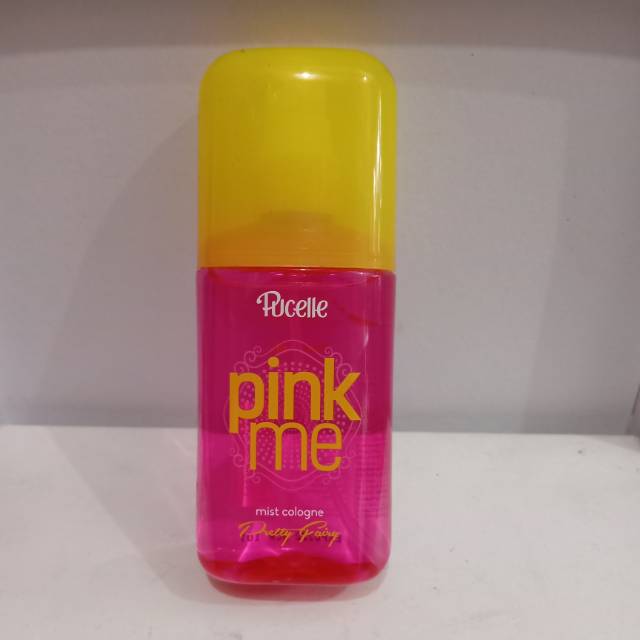 Pucelle
pink
me
mist cologne
Pretty Fairy